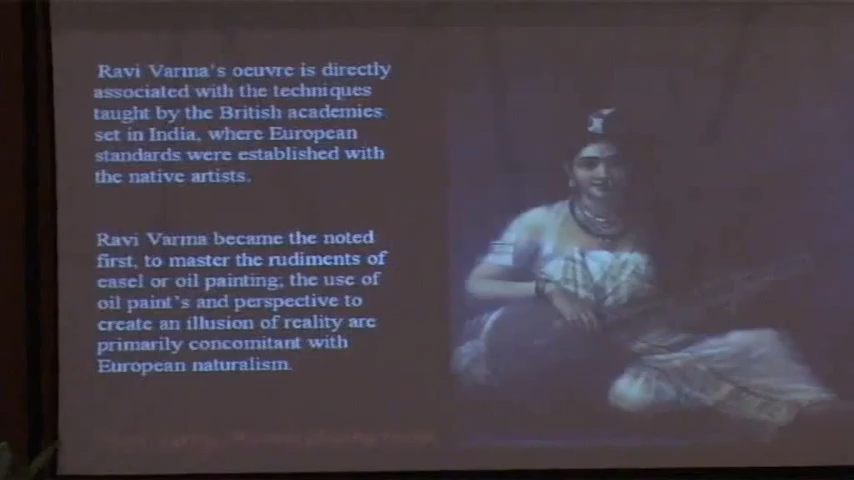 Ravi Varma's oeuvre is directly
associated with the techniques
taught by the British academies
set in India, where European
standards were established with
the native artists.
Ravi Varma became the noted
first, to master the rudiments of
easel or oil painting; the use of
oil paint's and perspective to
create an illusion of reality are
primarily concomitant with
European naturalism.